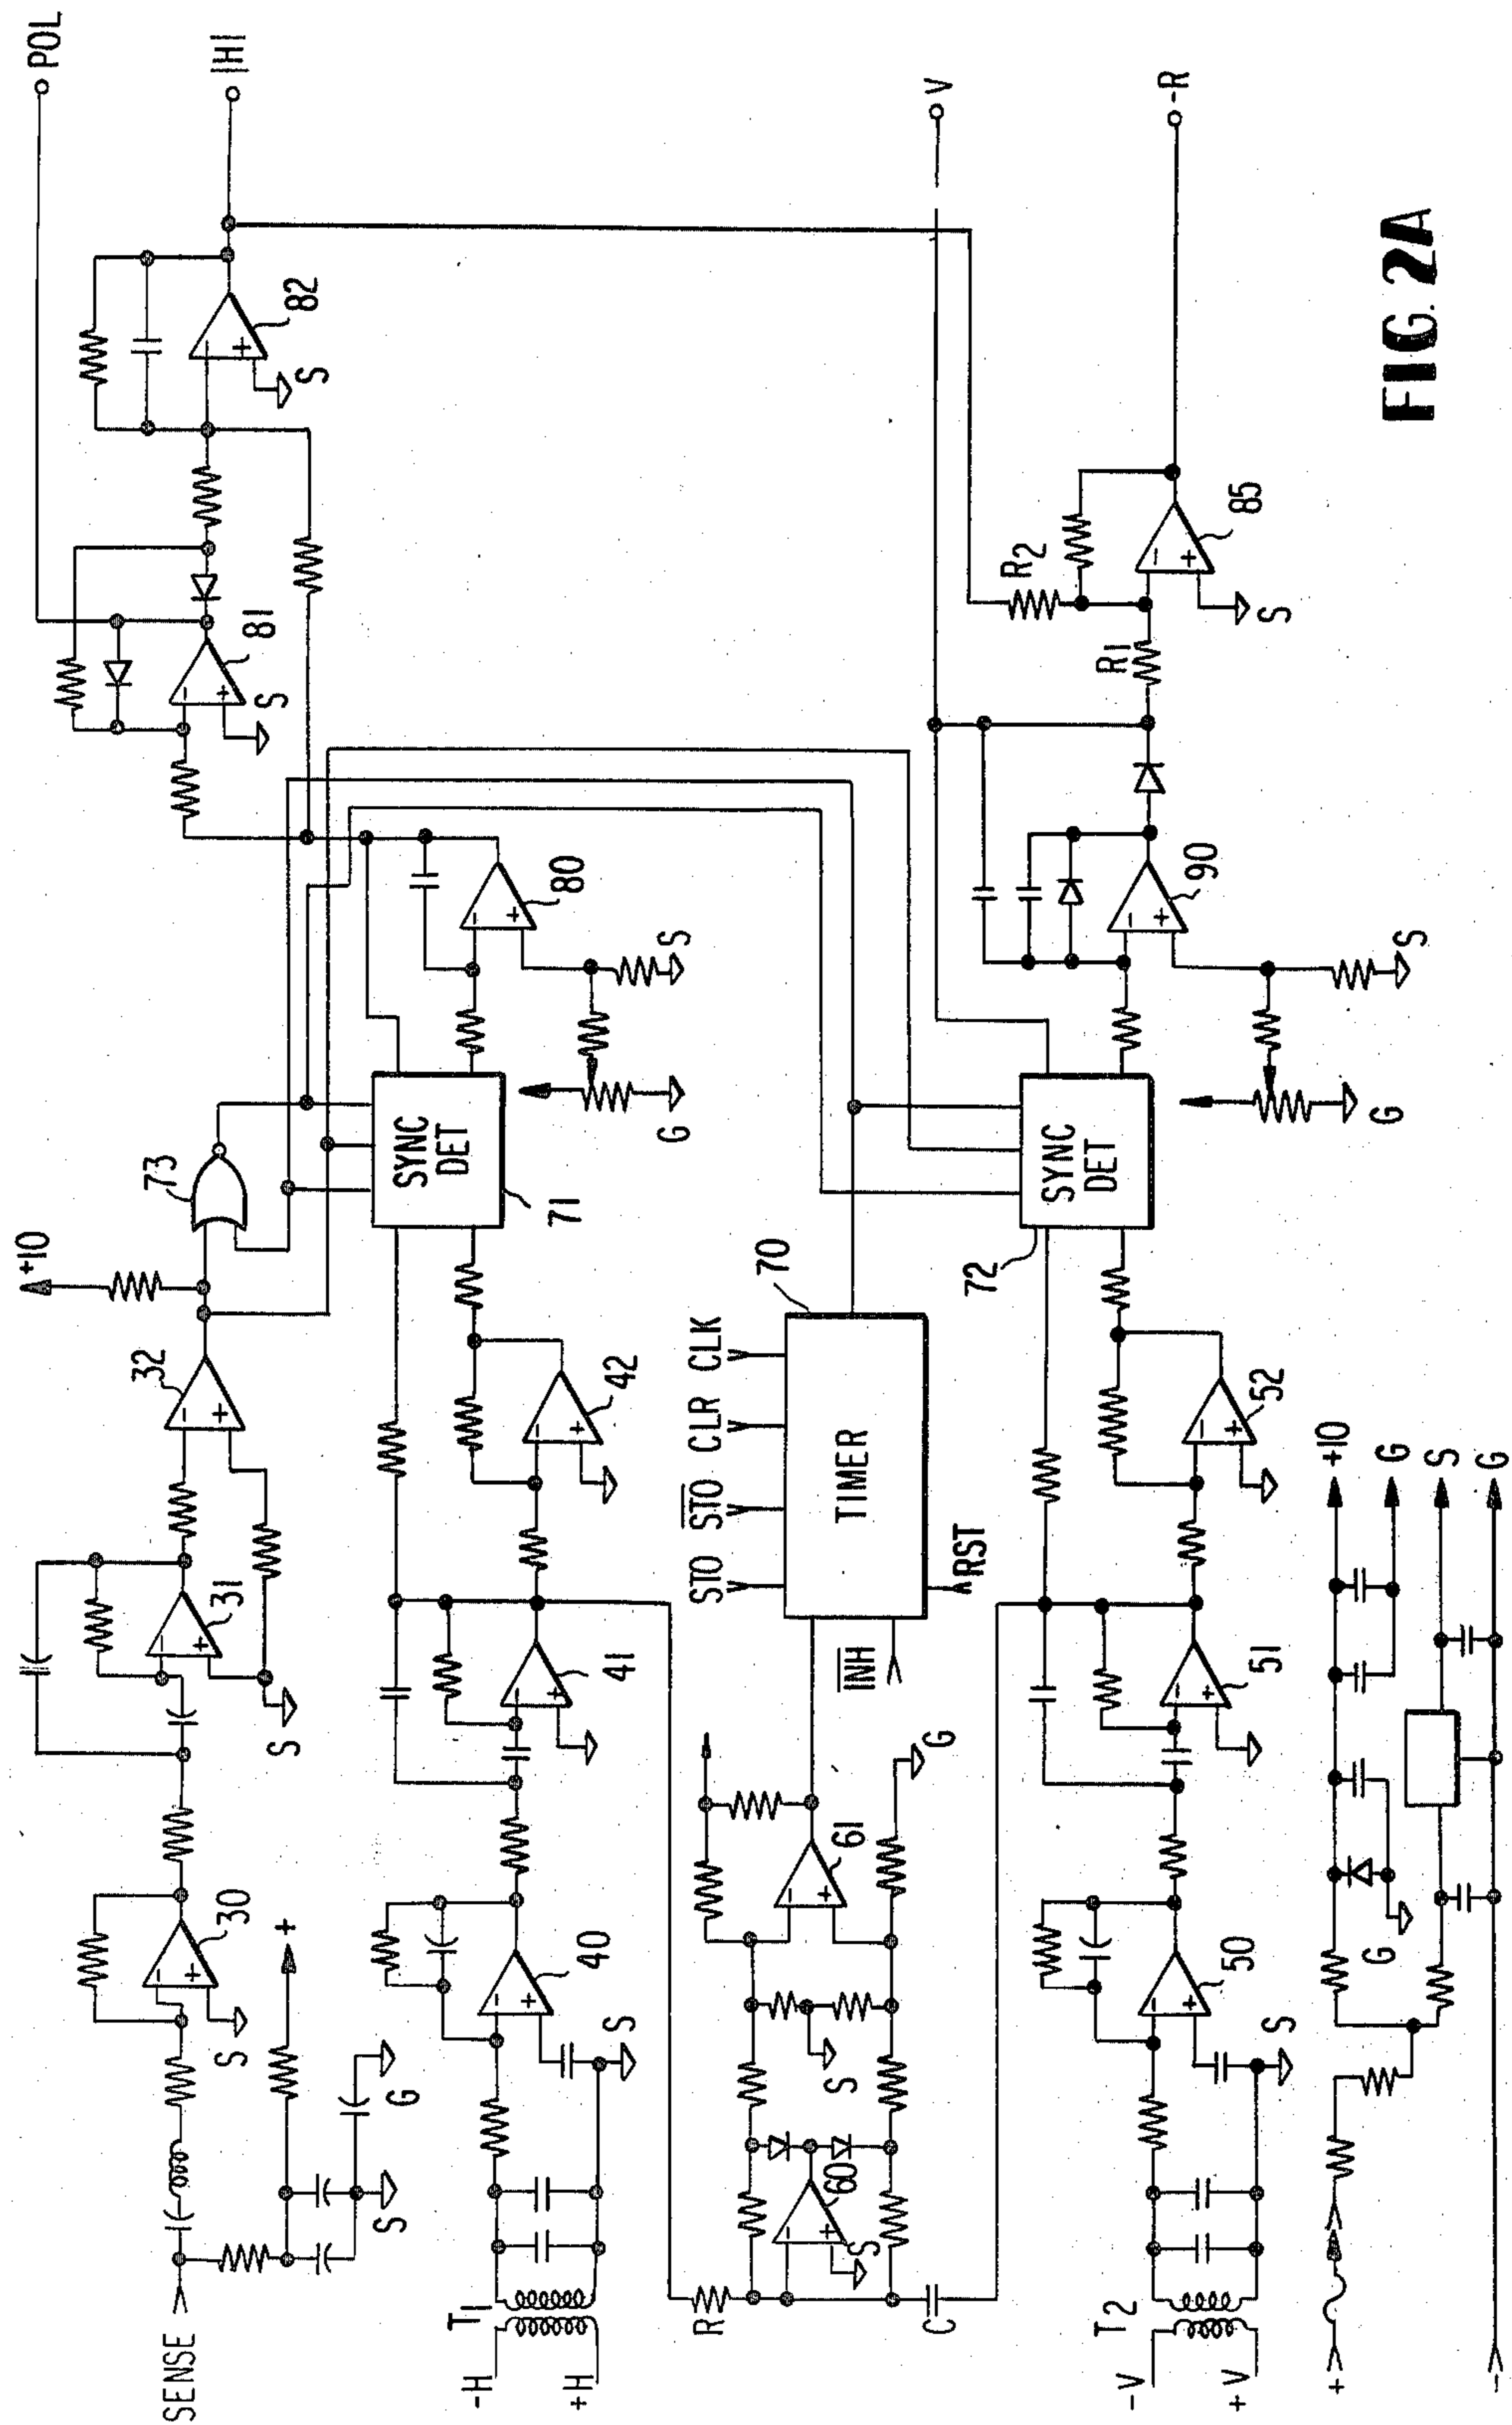 POL
|H|
V
-R
FIG. 2A
82
S
81
S
R2
85
S
R1
80
S
90
S
G
G
+10
73
SYNC
DET
71
SYNC
DET
72
70
CLK
CLR
STO
STO
TIMER
RST
INH
32
31
S
42
41
52
51
+10
G
S
G
30
S
+
G
S
40
S
61
G
S
60
S
50
S
G
SENSE
T1
-H
+H
R
C
T2
-V
+V
+
-